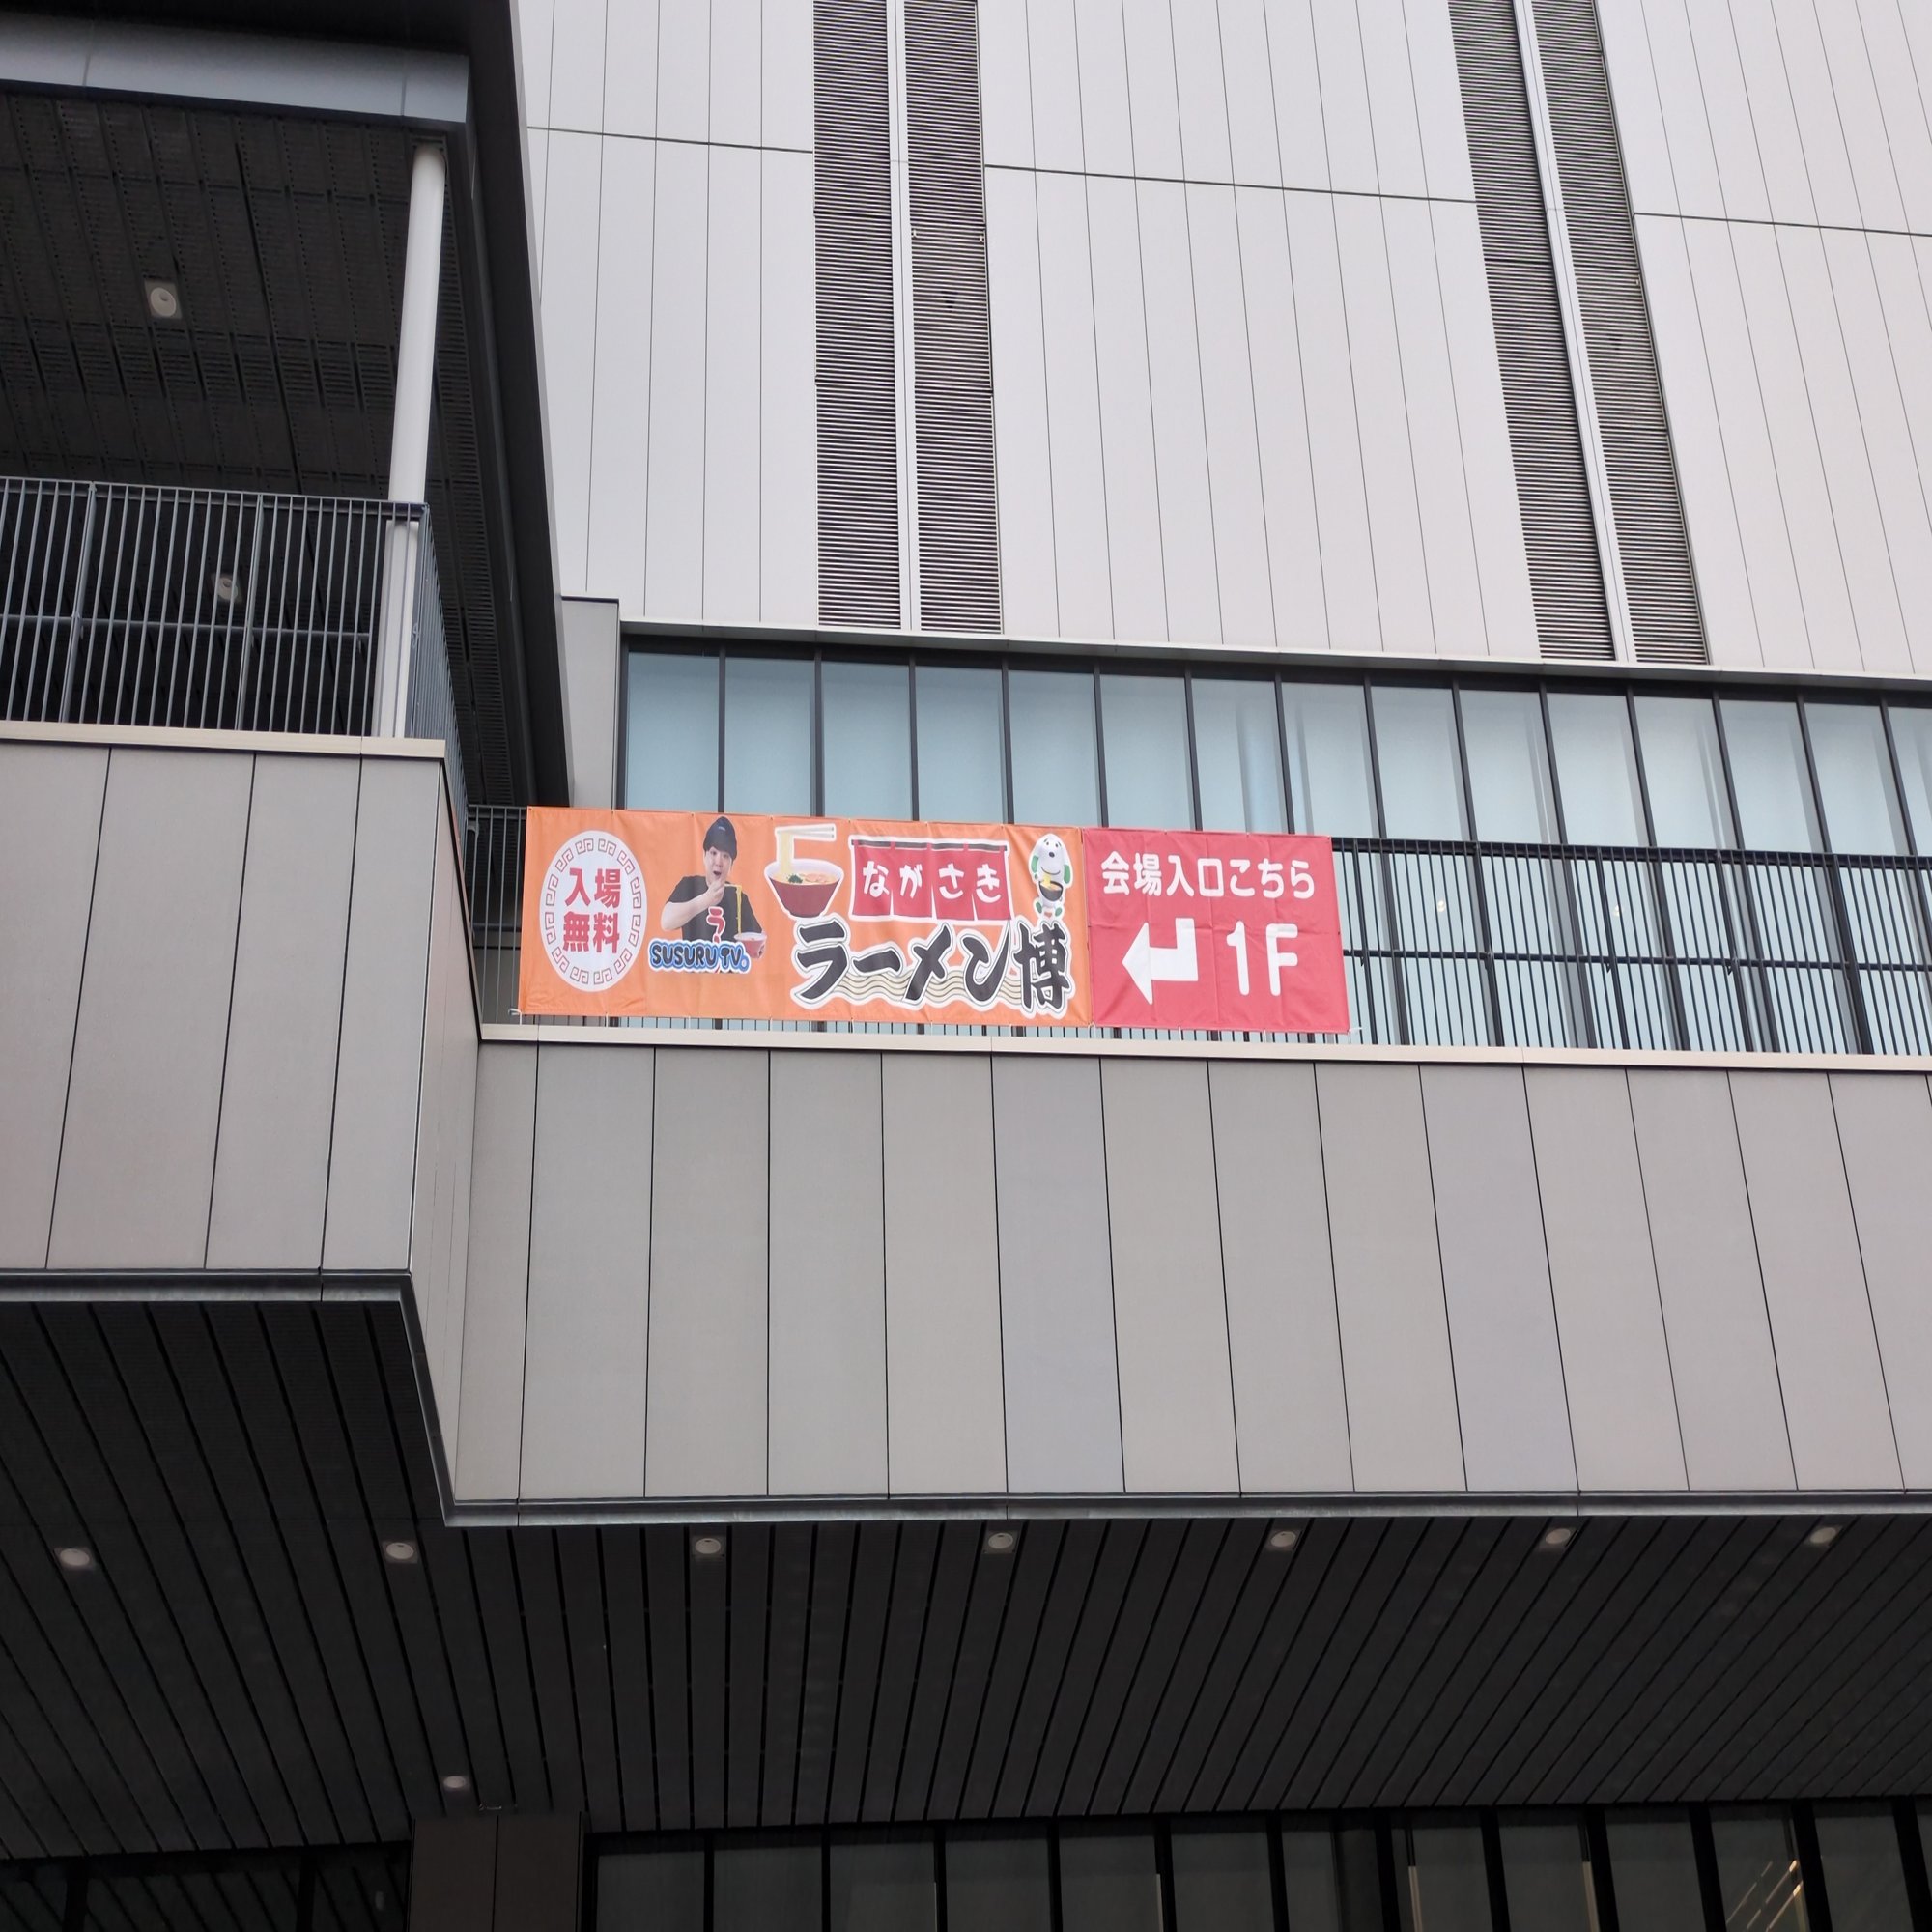 入場
無料
ら
SUSURU TV.
ながさき
ラーメン博
会場入口こちら
1F